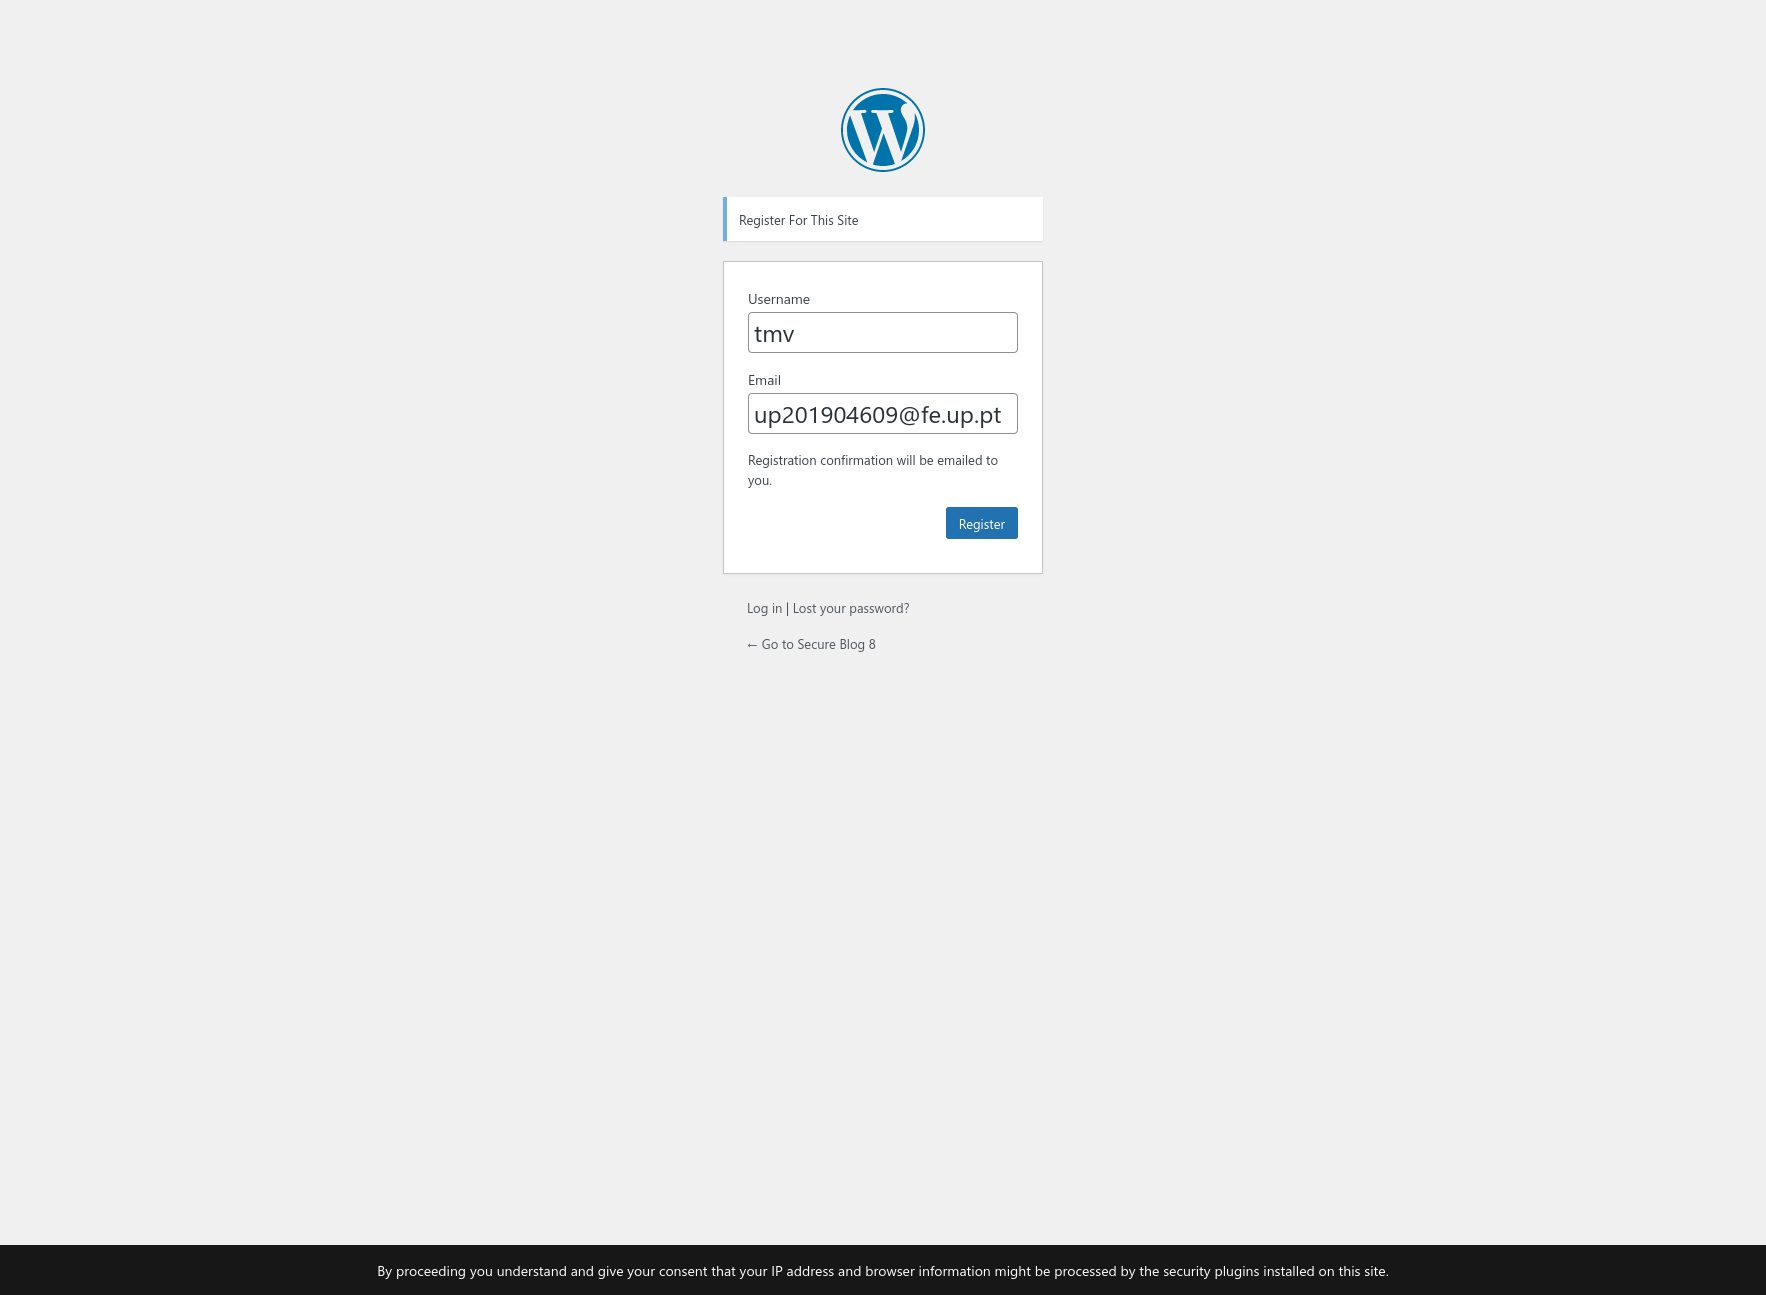 Register For This Site
Username
tmv
Email
up201904609@fe.up.pt
Registration confirmation will be emailed to
you.
Register
Log in | Lost your password?
← Go to Secure Blog 8
By proceeding you understand and give your consent that your IP address and browser information might be processed by the security plugins installed on this site.